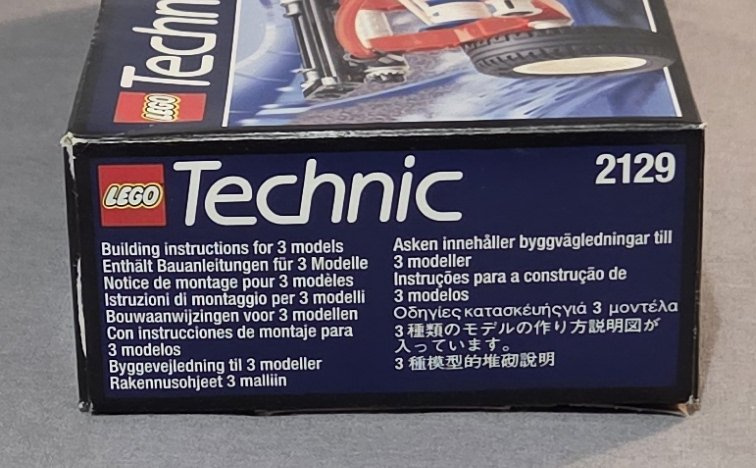 LEGO Technic
LEGO Technic 2129
Building instructions for 3 models
Enthält Bauanleitungen für 3 Modelle
Notice de montage pour 3 modèles
Istruzioni di montaggio per 3 modelli
Bouwaanwijzingen voor 3 modellen
Con instrucciones de montaje para
3 modelos
Byggevejledning til 3 modeller
Rakennusohjeet 3 malliin
Asken innehåller byggvägledningar till
3 modeller
Instruções para a construção de
3 modelos
Οδηγίες κατασκέυής γιά 3 μοντέλα
3種類のモデルの作り方説明図が
入っています。
3種模型的堆砌說明